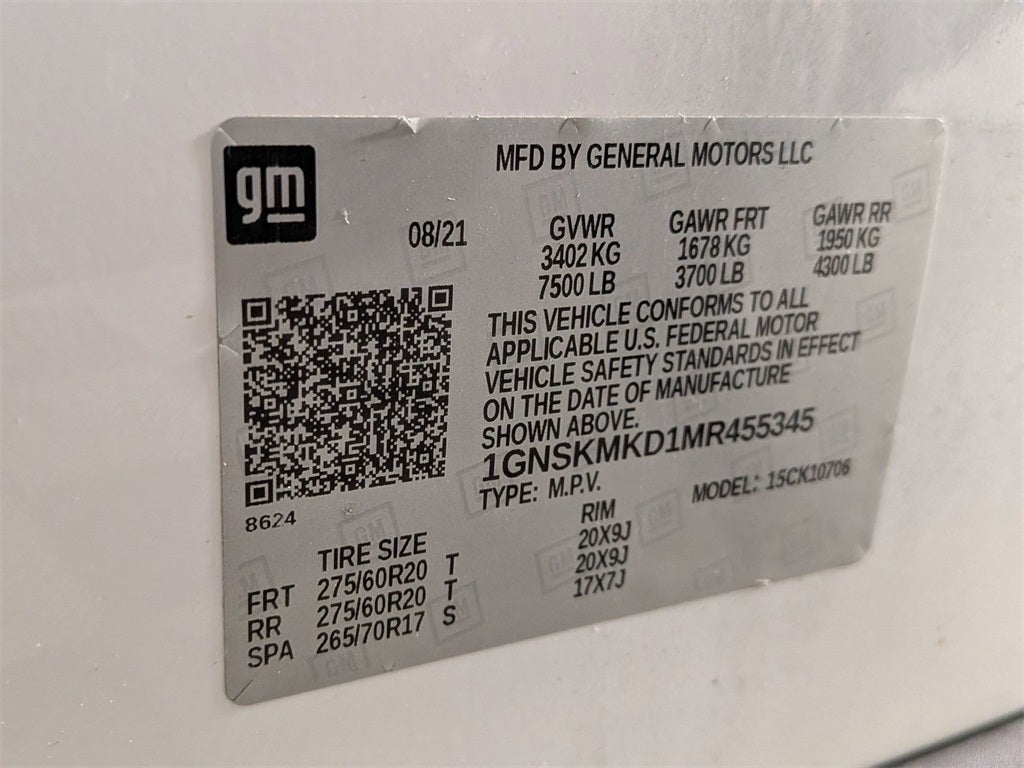 gm
MFD BY GENERAL MOTORS LLC
08/21
GVWR GAWR FRT GAWR RR
3402 KG 1678 KG 1950 KG
7500 LB 3700 LB 4300 LB
THIS VEHICLE CONFORMS TO ALL
APPLICABLE U.S. FEDERAL MOTOR
VEHICLE SAFETY STANDARDS IN EFFECT
ON THE DATE OF MANUFACTURE
SHOWN ABOVE.
1GNSKMKD1MR455345
TYPE: M.P.V. MODEL: 15CK10706
8624
TIRE SIZE RIM
FRT 275/60R20 T 20X9J
RR 275/60R20 T 20X9J
SPA 265/70R17 S 17X7J